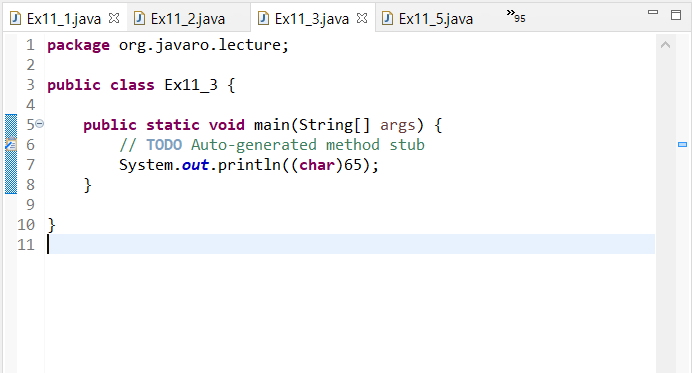 Ex11_1.java Ex11_2.java Ex11_3.java Ex11_5.java »95
1 package org.javaro.lecture;
2
3 public class Ex11_3 {
4
5 public static void main(String[] args) {
6 // TODO Auto-generated method stub
7 System.out.println((char)65);
8 }
9
10 }
11